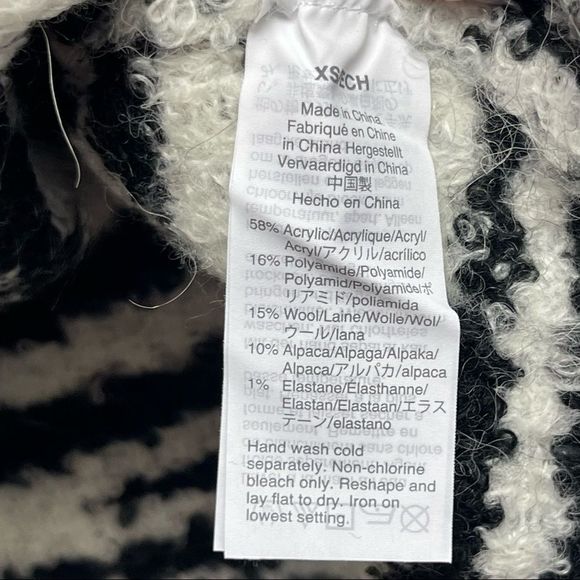 XSECH
Made in China
Fabriqué en Chine
in China Hergestellt
Vervaardigd in China
中国製
Hecho en China
58% Acrylic/Acrylique/Acryl/
Acryl/アクリル/acrílico
16% Polyamide/Polyamide/
Polyamid/Polyamide/ポ
リアミド/poliamida
15% Wool/Laine/Wolle/Wol/
ウール/lana
10% Alpaca/Alpaga/Alpaka/
Alpaca/アルパカ/alpaca
1% Elastane/Élasthanne/
Elastan/Elastaan/エラス
テーン/elastano
Hand wash cold
separately. Non-chlorine
bleach only. Reshape and
lay flat to dry. Iron on
lowest setting.